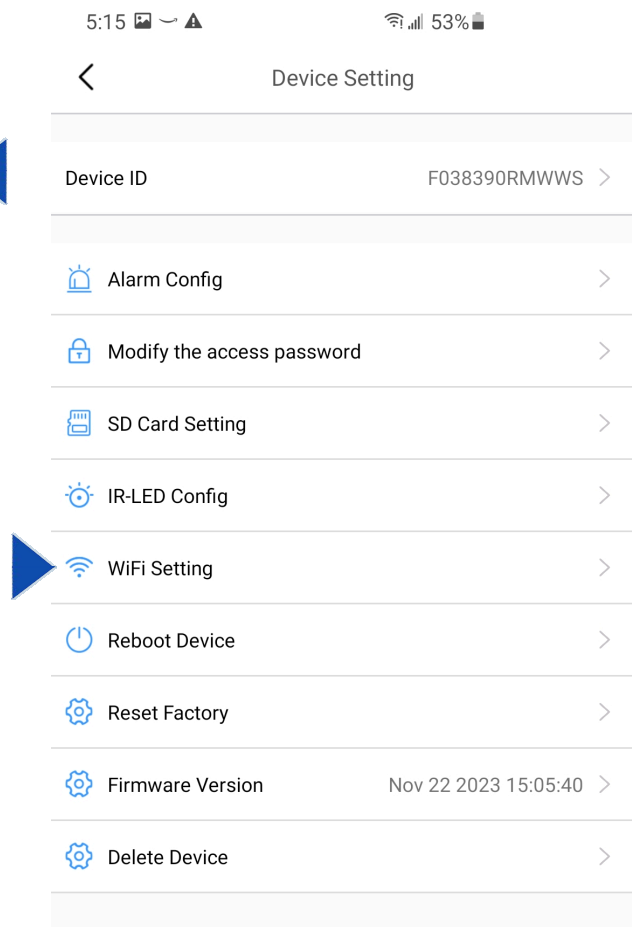 5:15 53%
Device Setting
Device ID F038390RMWWS
Alarm Config
Modify the access password
SD Card Setting
IR-LED Config
WiFi Setting
Reboot Device
Reset Factory
Firmware Version Nov 22 2023 15:05:40
Delete Device